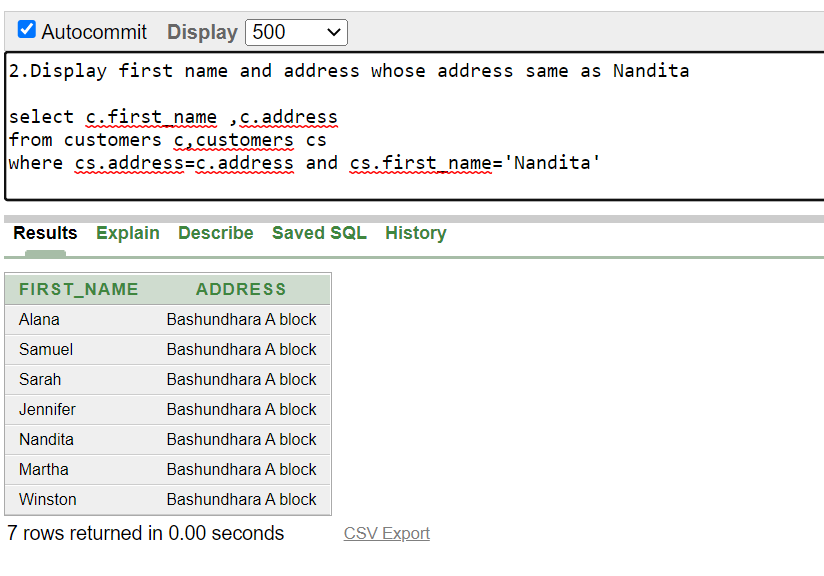 Autocommit Display 500
2.Display first name and address whose address same as Nandita
select c.first_name ,c.address
from customers c,customers cs
where cs.address=c.address and cs.first_name='Nandita'
Results Explain Describe Saved SQL History
FIRST_NAME ADDRESS
Alana Bashundhara A block
Samuel Bashundhara A block
Sarah Bashundhara A block
Jennifer Bashundhara A block
Nandita Bashundhara A block
Martha Bashundhara A block
Winston Bashundhara A block
7 rows returned in 0.00 seconds CSV Export